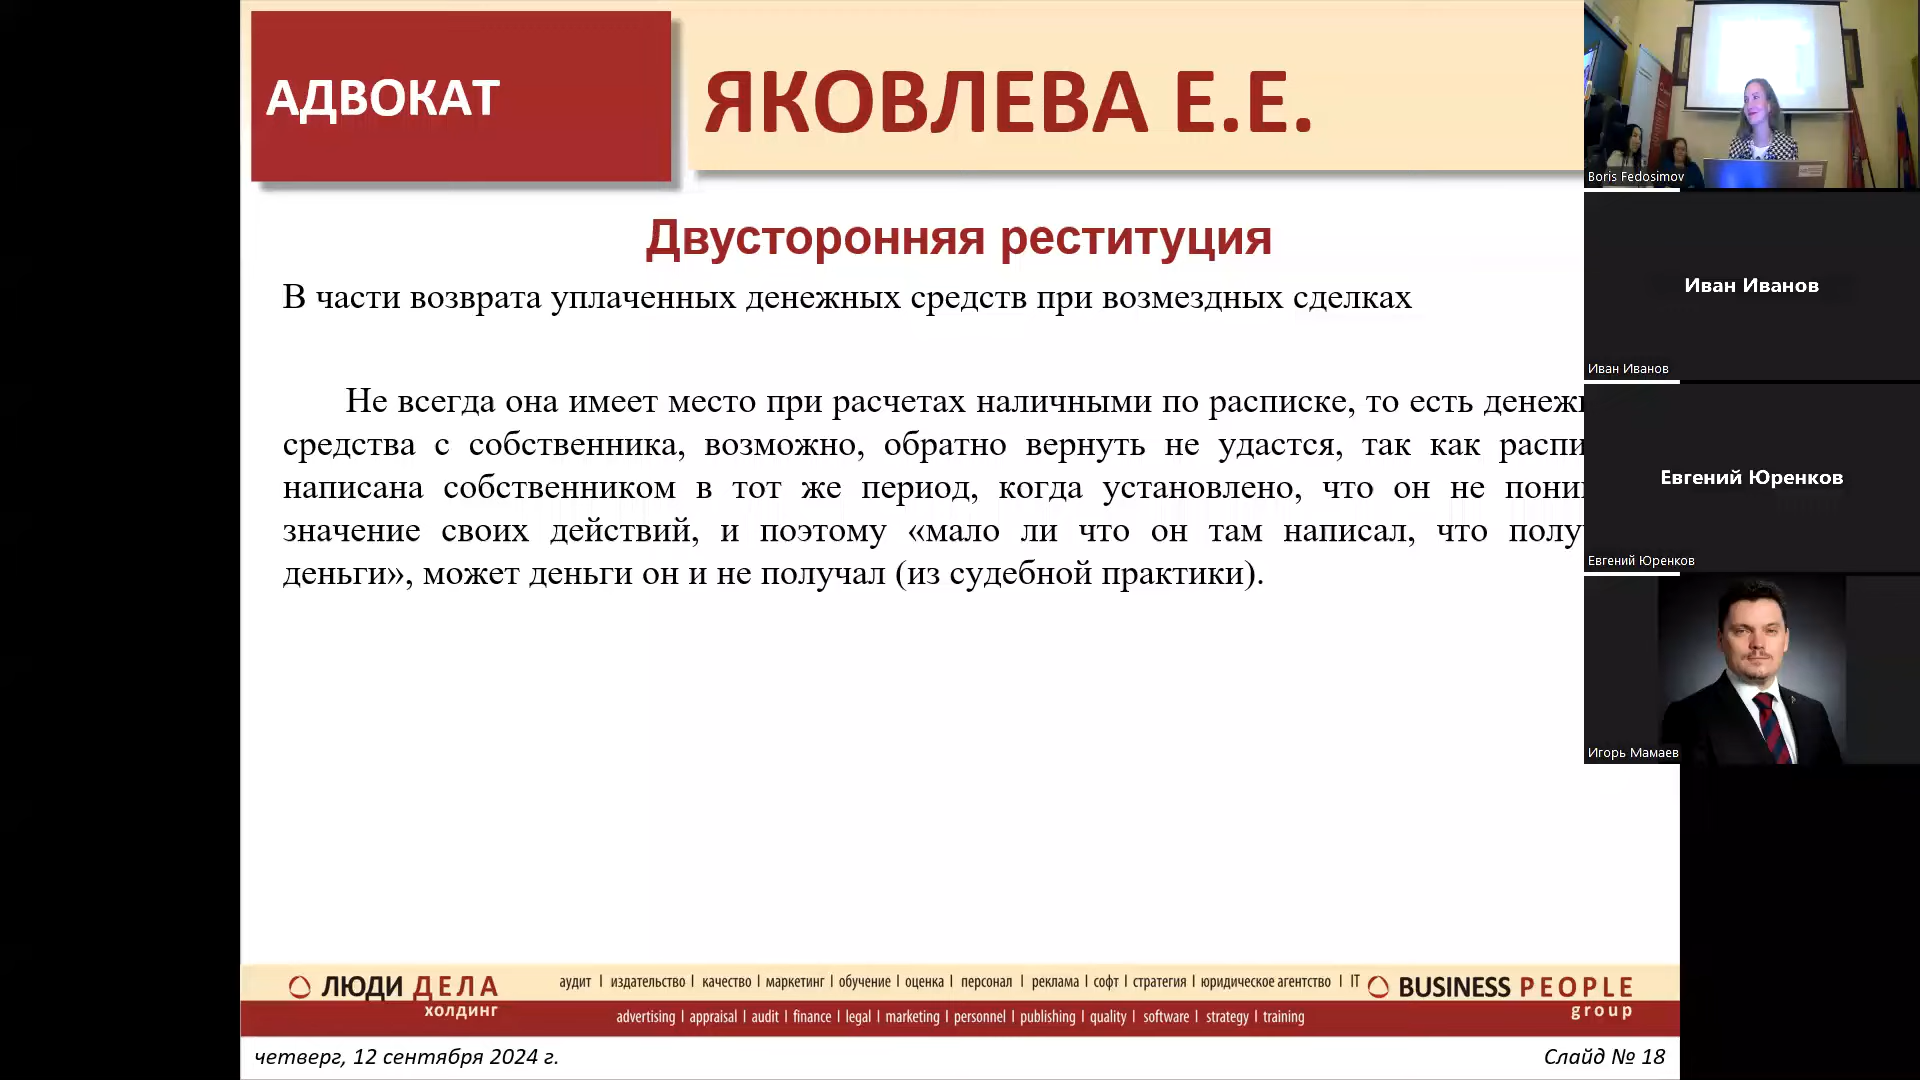 АДВОКАТ
ЯКОВЛЕВА Е.Е.
Двусторонняя реституция
В части возврата уплаченных денежных средств при возмездных сделках
Не всегда она имеет место при расчетах наличными по расписке, то есть
средства с собственника, возможно, обратно вернуть не удастся, так как
написана собственником в тот же период, когда установлено, что он не
значение своих действий, и поэтому «мало ли что он там написал, что
деньги», может деньги он и не получал (из судебной практики).
ЛЮДИ ДЕЛА
холдинг
аудит | издательство | качество | маркетинг | обучение | оценка | персонал | реклама | софт | стратегия | юридическое агентство | IT
advertising | appraisal | audit | finance | legal | marketing | personnel | publishing | quality | software | strategy | training
BUSINESS PEOPLE
group
четверг, 12 сентября 2024 г.
Слайд № 18
Boris Fedosimov
Иван Иванов
Иван Иванов
Евгений Юренков
Евгений Юренков
Игорь Мамаев